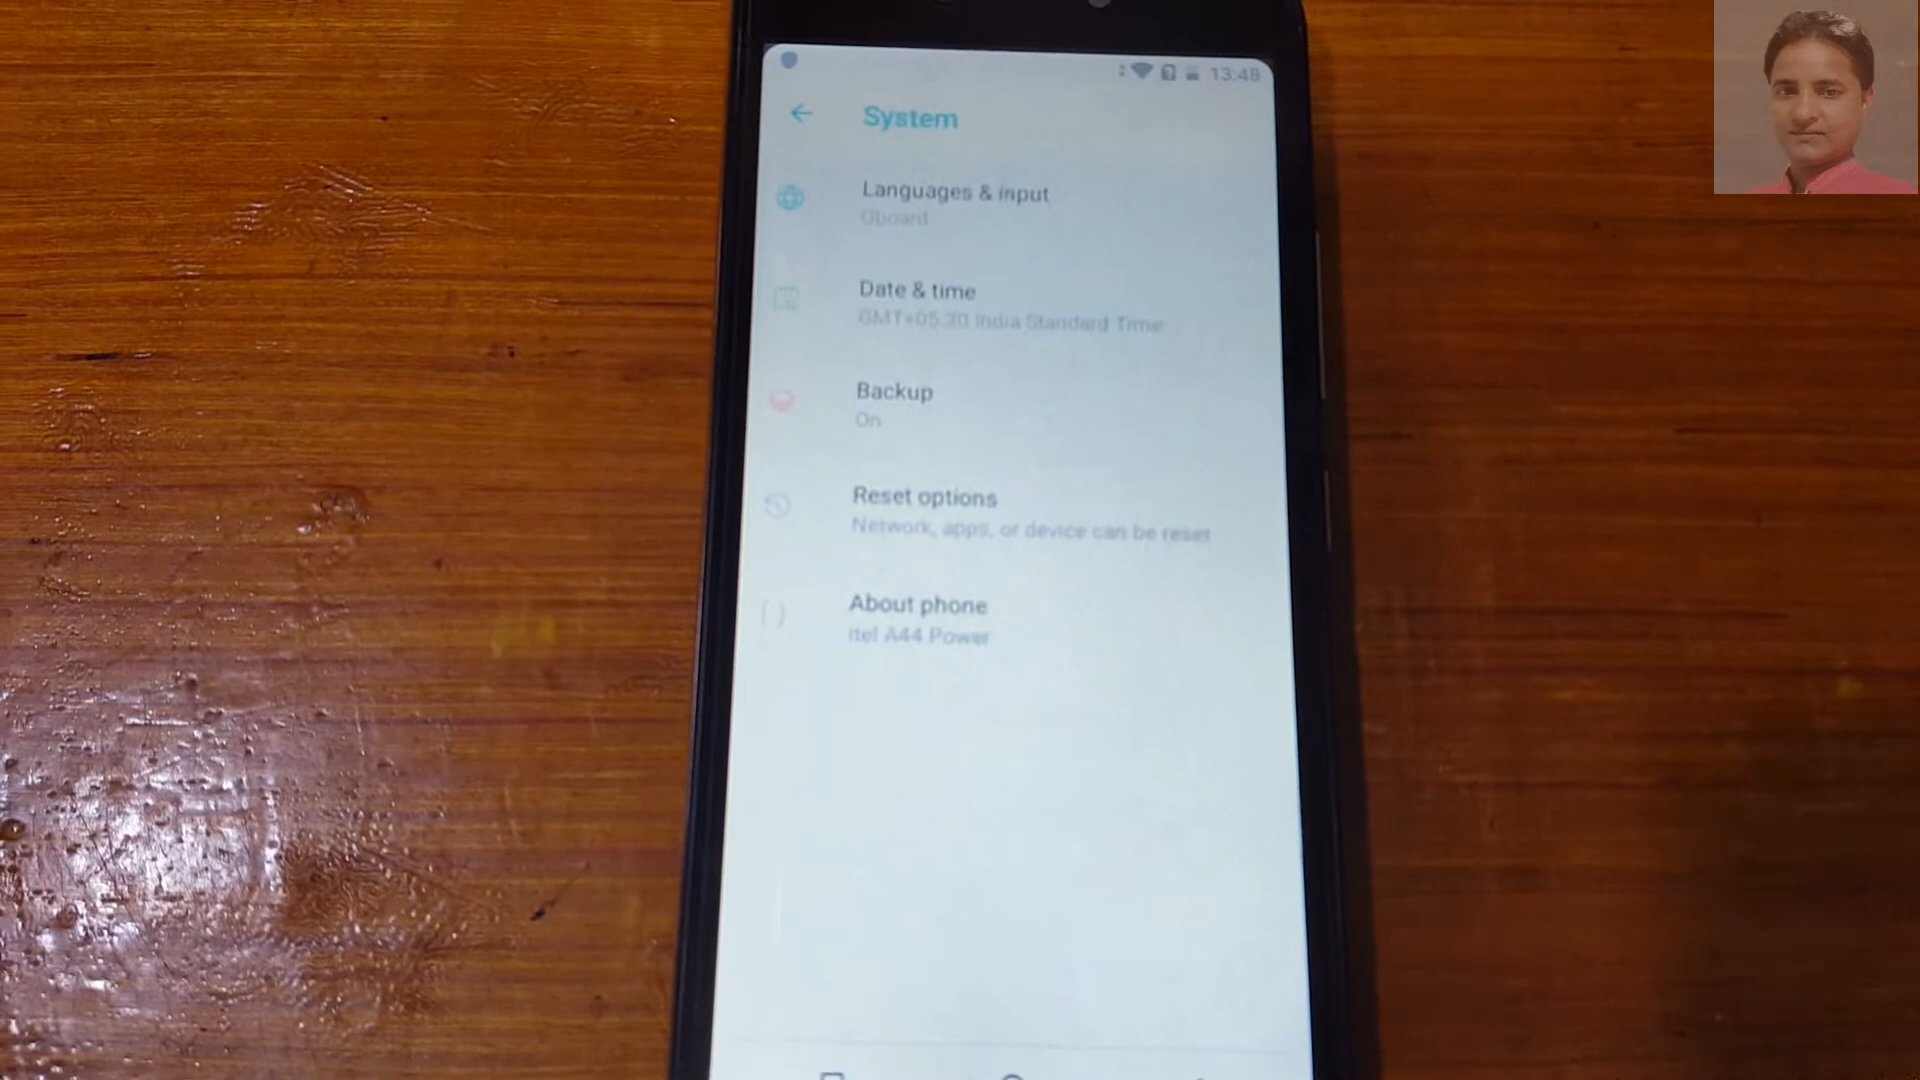 13:48
System
Languages & input
Gboard
Date & time
GMT+05:30 India Standard Time
Backup
On
Reset options
Network, apps, or device can be reset
About phone
itel A44 Power